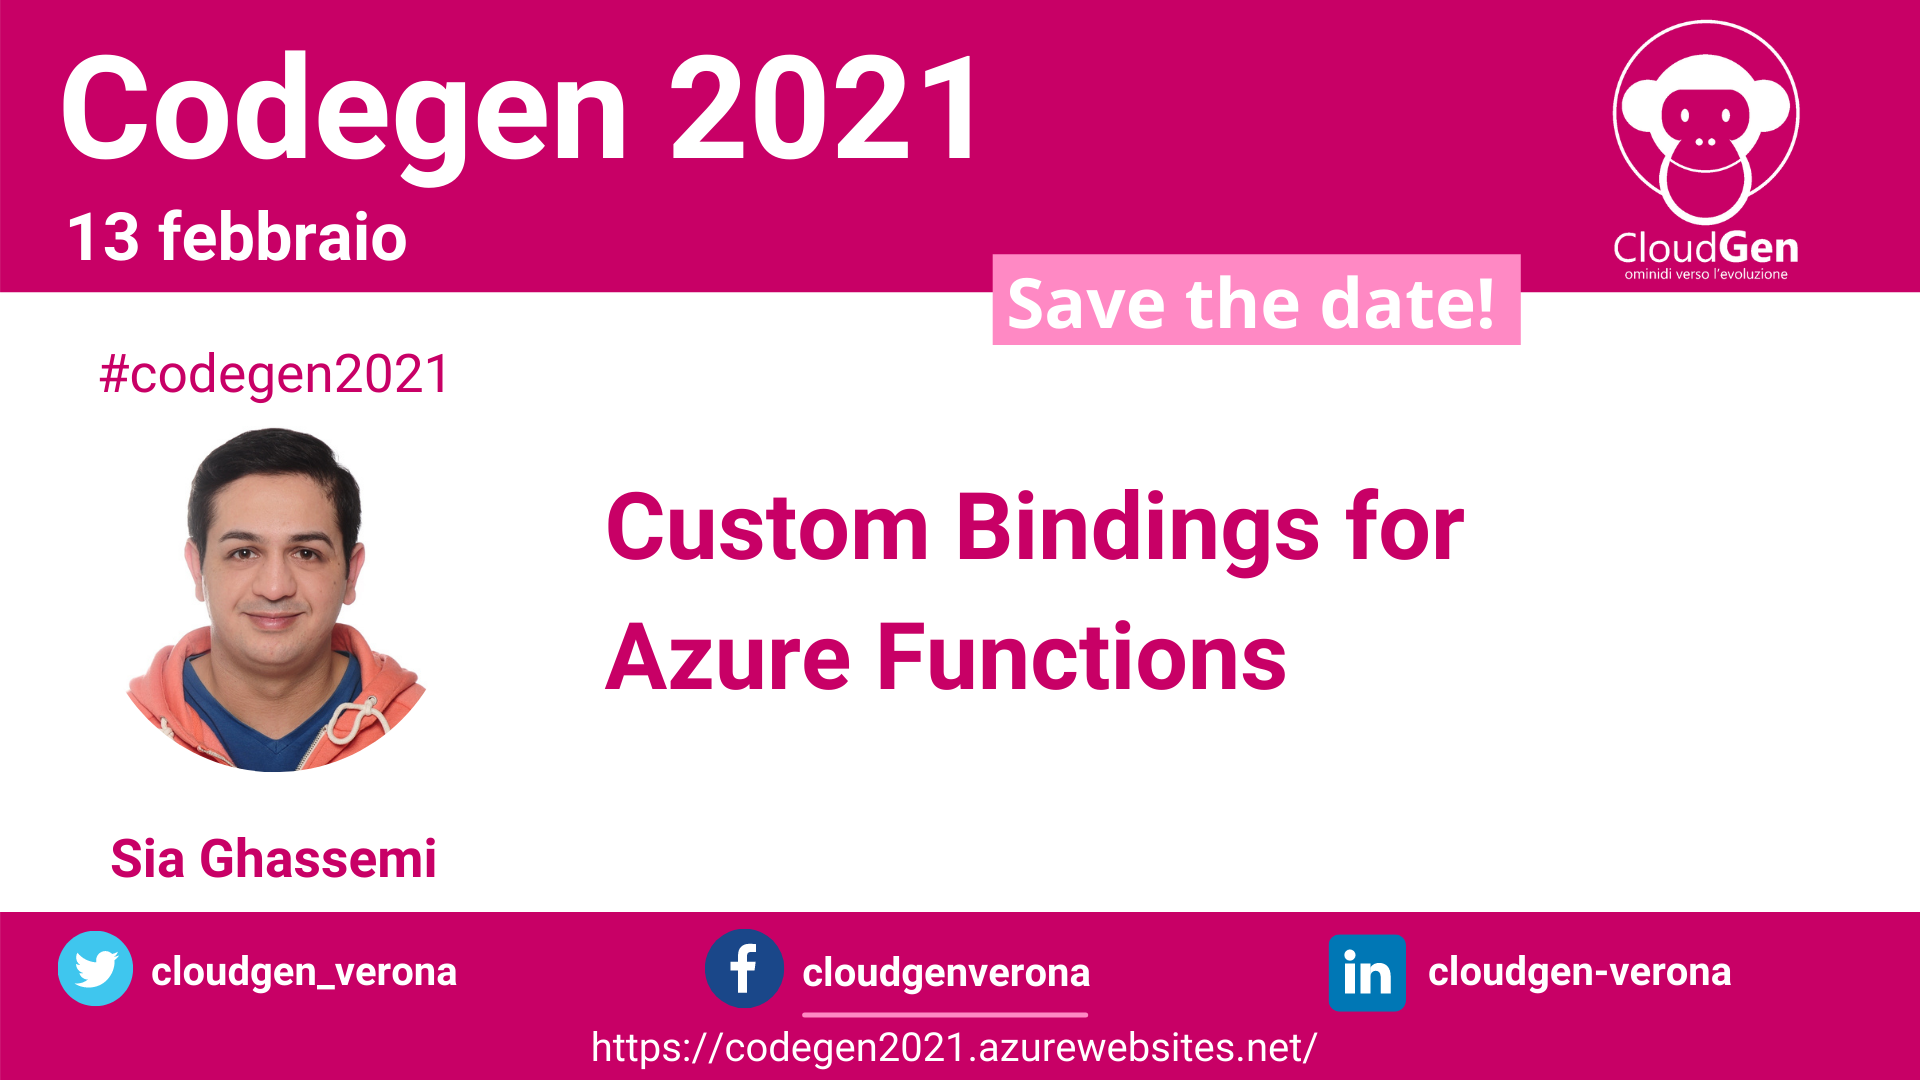 Codegen 2021
13 febbraio
CloudGen
ominidi verso l'evoluzione
Save the date!
#codegen2021
Custom Bindings for
Azure Functions
Sia Ghassemi
cloudgen_verona
cloudgenverona
cloudgen-verona
https://codegen2021.azurewebsites.net/